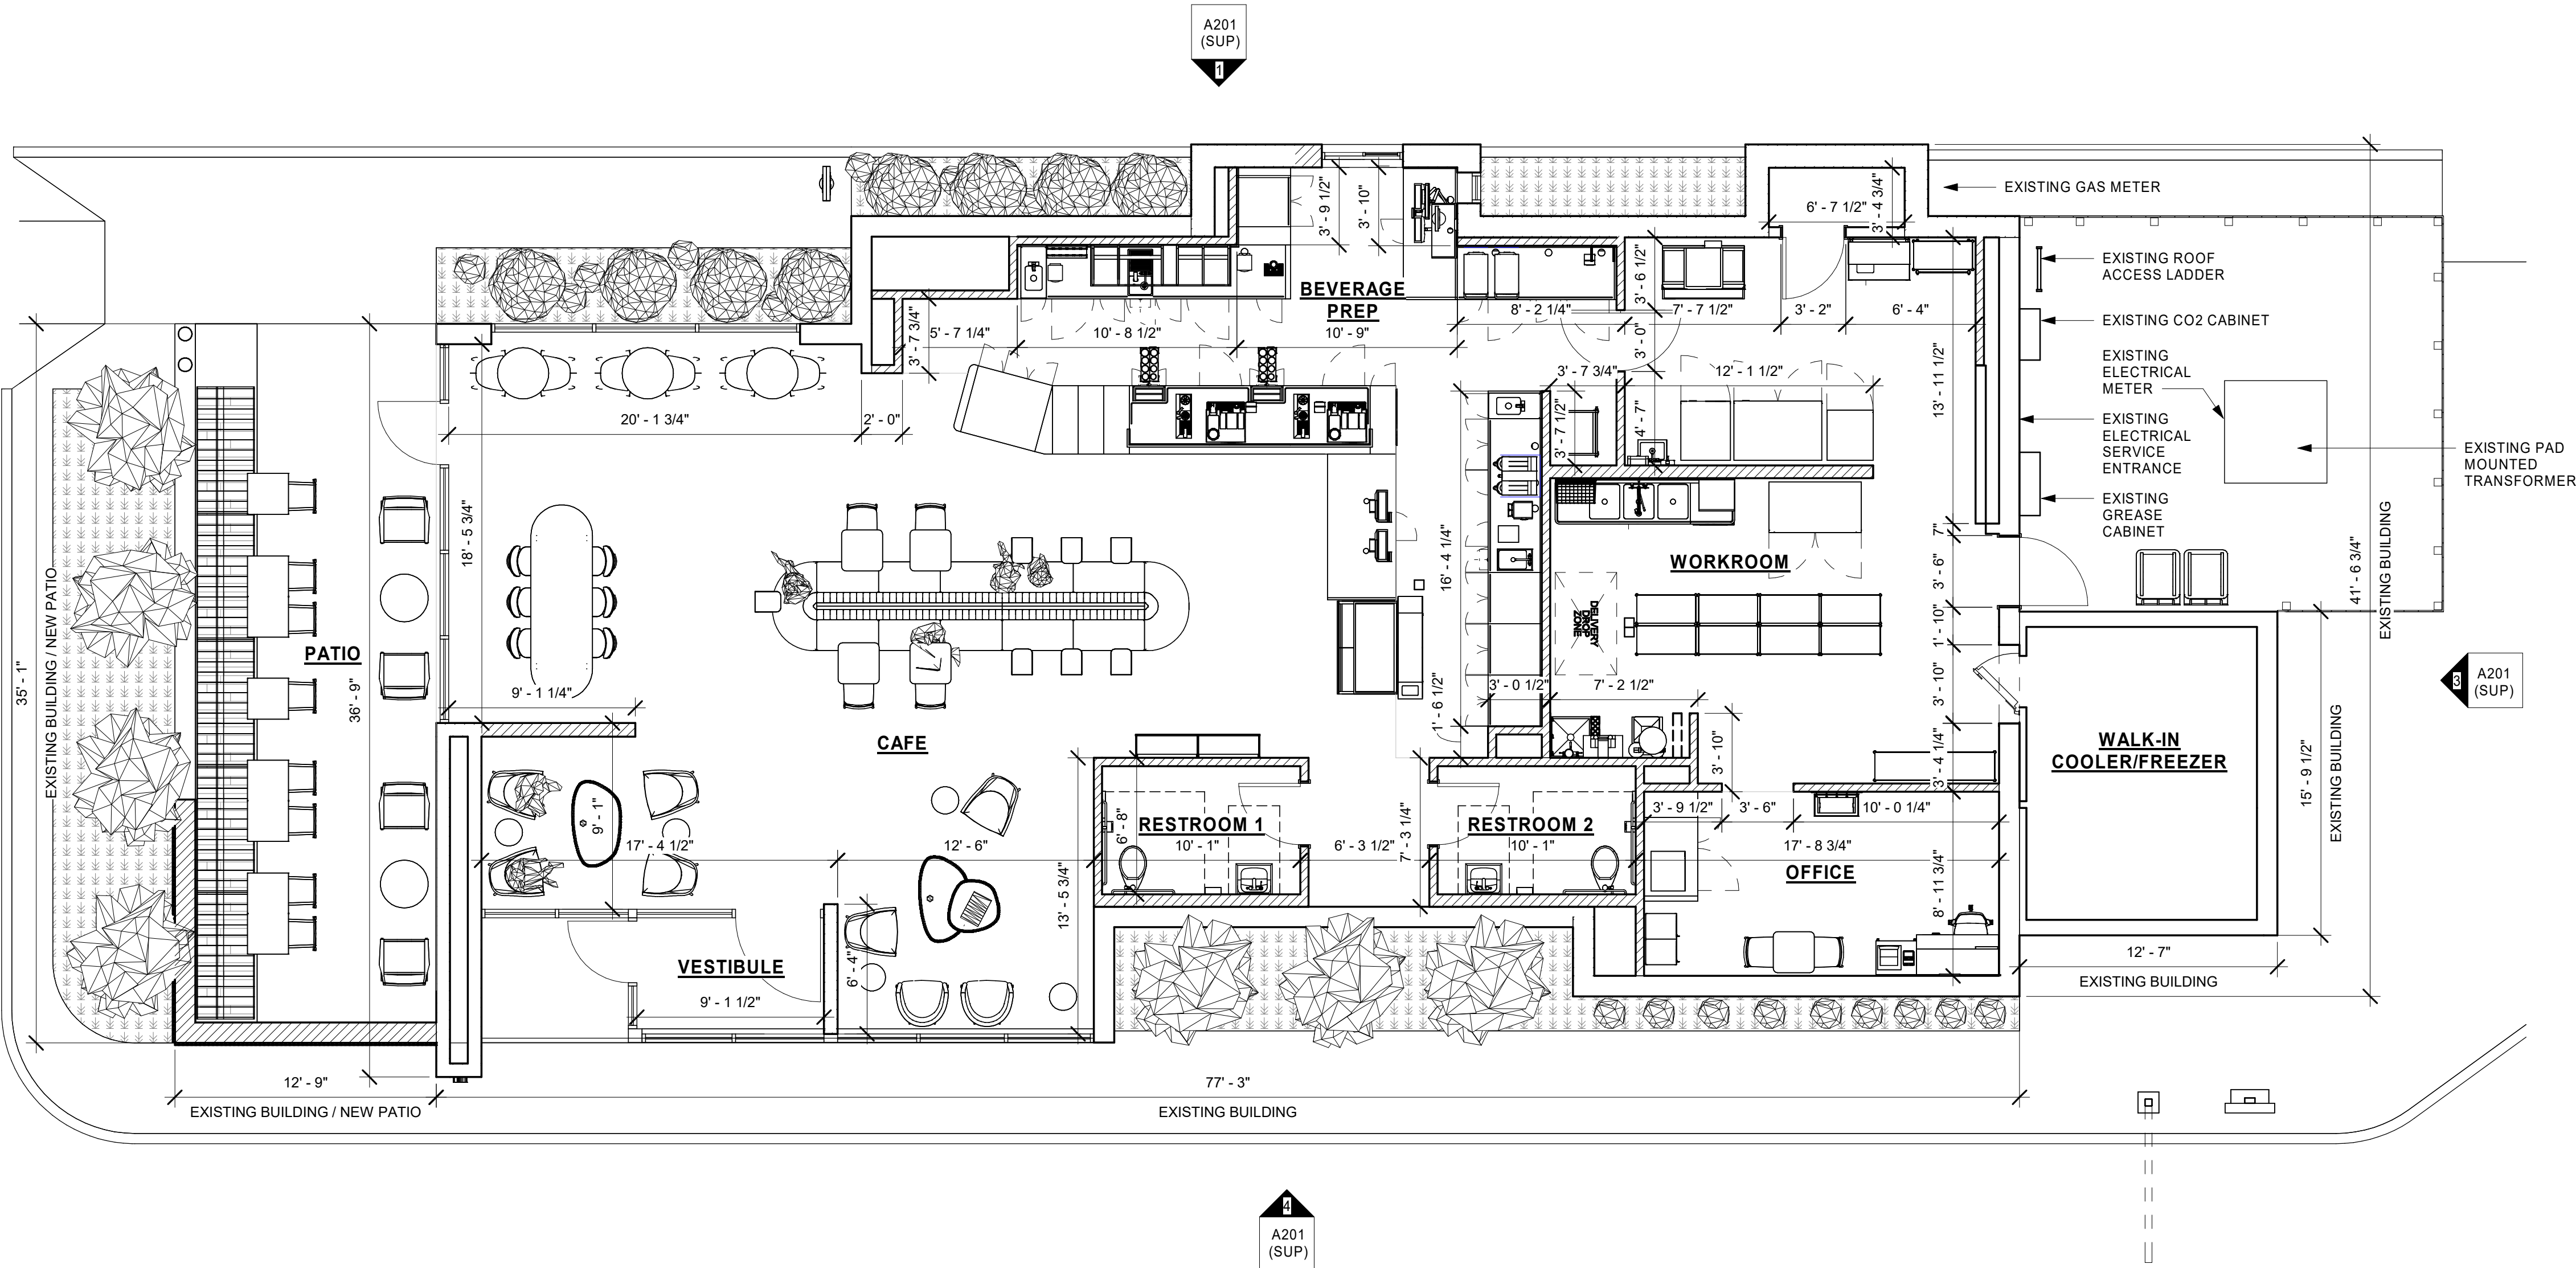 A201
(SUP)
1
3' - 9 1/2"
3' - 10"
6' - 7 1/2"
3' - 4 3/4"
EXISTING GAS METER
EXISTING ROOF
ACCESS LADDER
EXISTING CO2 CABINET
EXISTING
ELECTRICAL
METER
EXISTING
ELECTRICAL
SERVICE
ENTRANCE
EXISTING
GREASE
CABINET
EXISTING PAD
MOUNTED
TRANSFORMER
BEVERAGE
PREP
3' - 7 3/4"
5' - 7 1/4"
10' - 8 1/2"
10' - 9"
8' - 2 1/4"
3' - 6 1/2"
7' - 7 1/2"
3' - 2"
6' - 4"
3' - 0"
3' - 7 3/4"
12' - 1 1/2"
13' - 11 1/2"
20' - 1 3/4"
2' - 0"
3' - 7 1/2"
4' - 7"
18' - 5 3/4"
16' - 4 1/4"
7"
3' - 6"
1' - 10"
3' - 10"
3' - 4 1/4"
41' - 6 3/4"
EXISTING BUILDING
WORKROOM
DELIVERY
DROP
ZONE
PATIO
35' - 1"
EXISTING BUILDING / NEW PATIO
36' - 9"
9' - 1 1/4"
3' - 0 1/2"
7' - 2 1/2"
1' - 6 1/2"
3' - 10"
CAFE
WALK-IN
COOLER/FREEZER
15' - 9 1/2"
EXISTING BUILDING
3
A201
(SUP)
9' - 1"
17' - 4 1/2"
12' - 6"
6' - 8"
RESTROOM 1
10' - 1"
6' - 3 1/2"
7' - 3 1/4"
RESTROOM 2
10' - 1"
3' - 9 1/2"
3' - 6"
10' - 0 1/4"
17' - 8 3/4"
OFFICE
8' - 11 3/4"
13' - 5 3/4"
6' - 4"
VESTIBULE
9' - 1 1/2"
12' - 7"
EXISTING BUILDING
12' - 9"
EXISTING BUILDING / NEW PATIO
77' - 3"
EXISTING BUILDING
4
A201
(SUP)